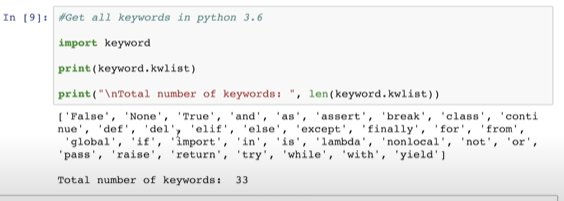 In [9]: #Get all keywords in python 3.6
import keyword
print(keyword.kwlist)
print("\nTotal number of keywords: ", len(keyword.kwlist))
['False', 'None', 'True', 'and', 'as', 'assert', 'break', 'class', 'conti
nue', 'def', 'del', 'elif', 'else', 'except', 'finally', 'for', 'from',
'global', 'if', 'import', 'in', 'is', 'lambda', 'nonlocal', 'not', 'or',
'pass', 'raise', 'return', 'try', 'while', 'with', 'yield']
Total number of keywords:  33